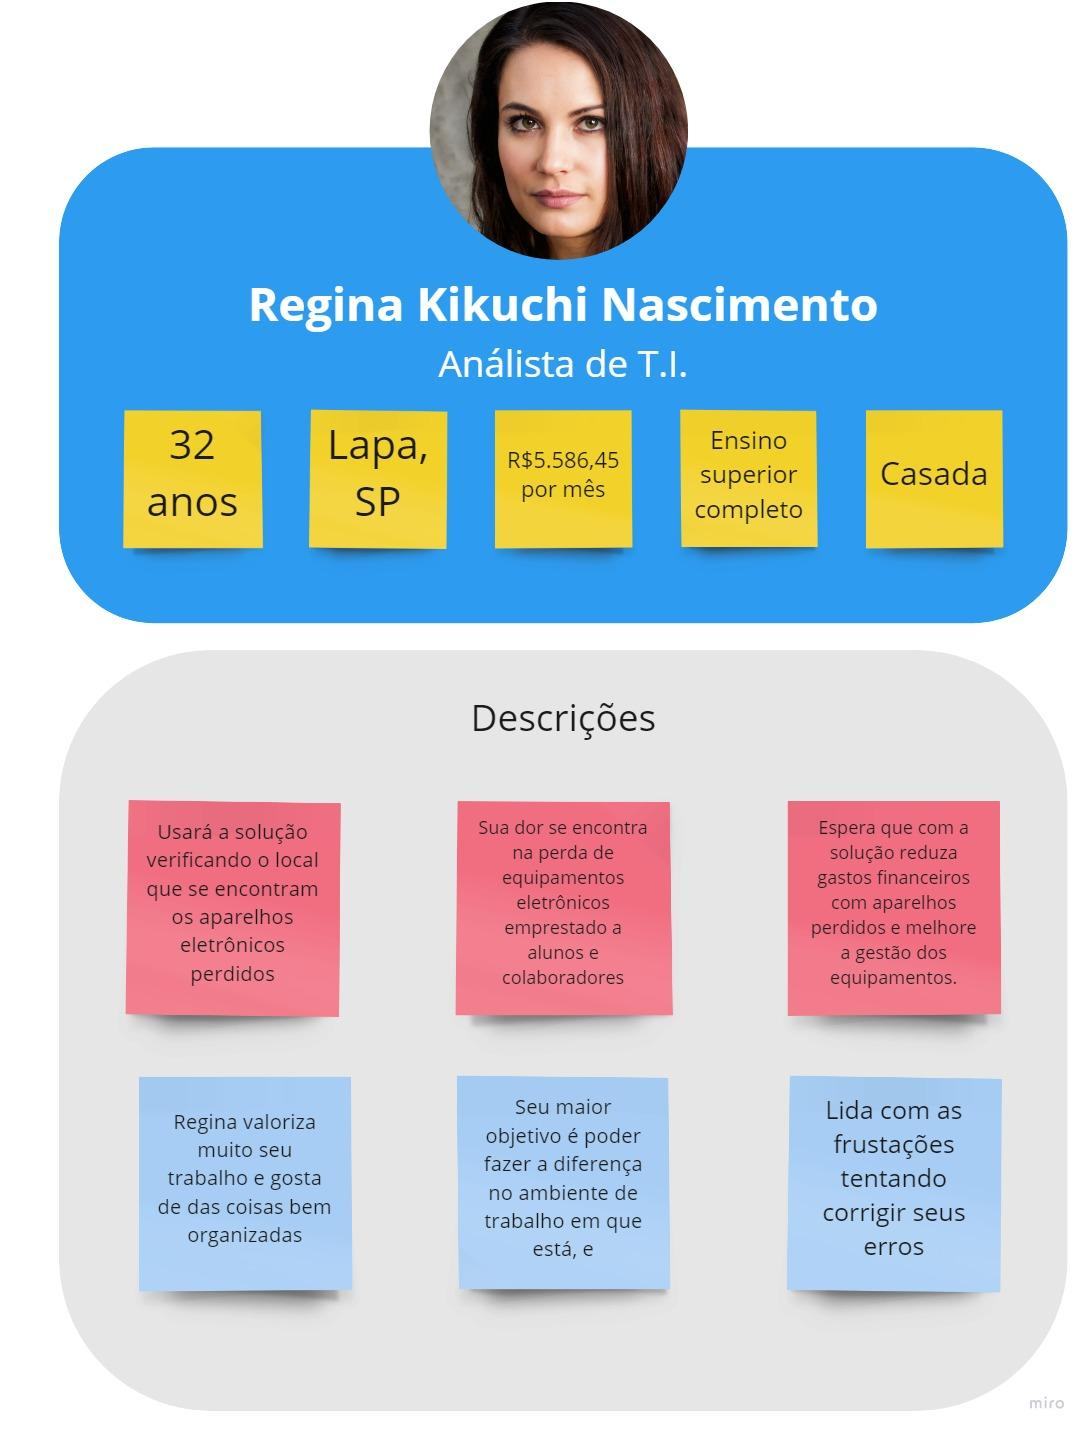 Regina Kikuchi Nascimento
Análista de T.I.
32
anos
Lapa,
SP
R$5.586,45
por mês
Ensino
superior
completo
Casada
Descrições
Usará a solução
verificando o local
que se encontram
os aparelhos
eletrônicos
perdidos
Sua dor se encontra
na perda de
equipamentos
eletrônicos
emprestado a
alunos e
colaboradores
Espera que com a
solução reduza
gastos financeiros
com aparelhos
perdidos e melhore
a gestão dos
equipamentos.
Regina valoriza
muito seu
trabalho e gosta
de das coisas bem
organizadas
Seu maior
objetivo é poder
fazer a diferença
no ambiente de
trabalho em que
está, e
Lida com as
frustações
tentando
corrigir seus
erros
miro